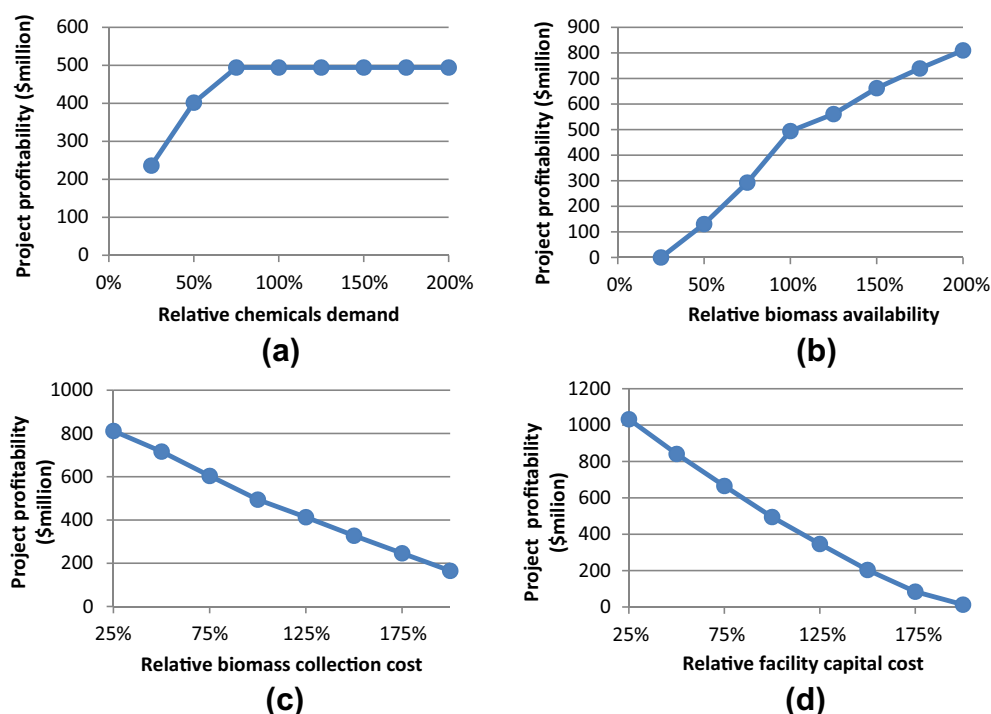 600
500
400
300
200
100
0
0% 50% 100% 150% 200%
Project profitability ($million)
Relative chemicals demand
(a)
900
800
700
600
500
400
300
200
100
0
0% 50% 100% 150% 200%
Project profitability ($million)
Relative biomass availability
(b)
1000
800
600
400
200
0
25% 75% 125% 175%
Project profitability
($million)
Relative biomass collection cost
(c)
1200
1000
800
600
400
200
0
25% 75% 125% 175%
Project profitability
($milion)
Relative facility capital cost
(d)